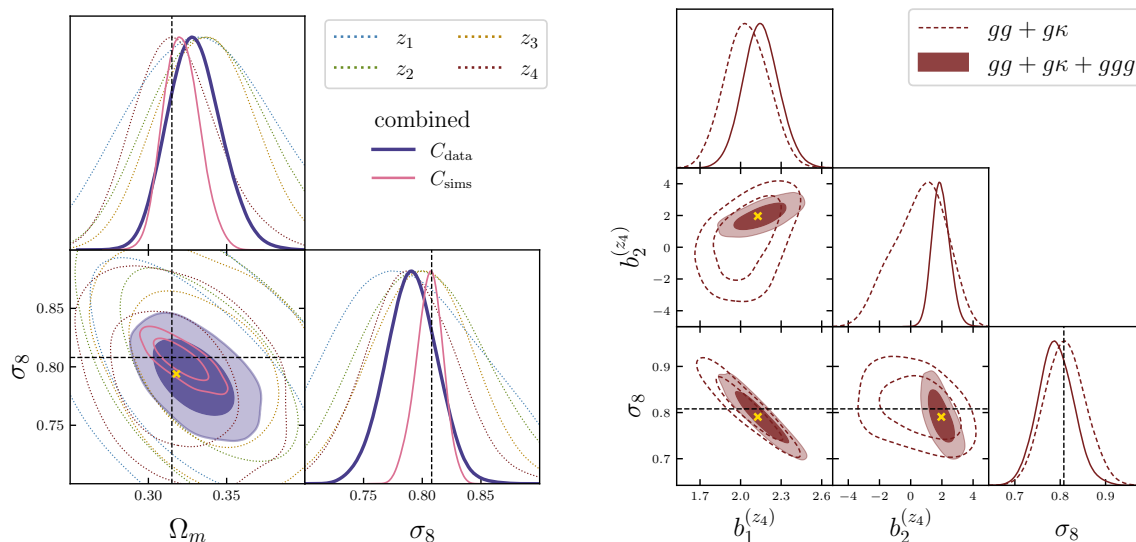 z₁ z₃
z₂ z₄
combined
C_data
C_sims
0.85
0.80
0.75
σ₈
0.30 0.35
Ω_m
0.75 0.80 0.85
σ₈
gg + gκ
gg + gκ + ggg
4
2
0
−2
−4
b₂^(z₄)
0.9
0.8
0.7
σ₈
1.7 2.0 2.3 2.6
b₁^(z₄)
−4 −2 0 2 4
b₂^(z₄)
0.7 0.8 0.9
σ₈